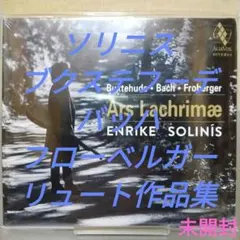 ソリニス
ブクステフーデ
Buxtehude • Bach • Froberger
バッハ
Ars Lachrimæ
ENRIKE SOLINÍS
フローベルガー
リュート作品集
未開封